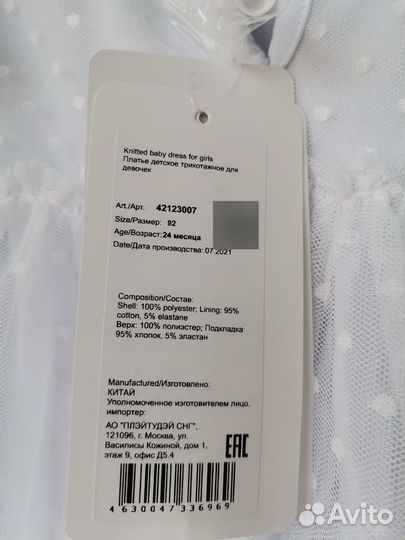 Knitted baby dress for girls
Платье детское трикотажное для
девочек
Art./Арт.: 42123007
Size/Размер: 92
Age/Возраст: 24 месяца
Date/Дата производства: 07 2021
Composition/Состав:
Shell: 100% polyester; Lining: 95%
cotton, 5% elastane
Верх: 100% полиэстер; Подкладка:
95% хлопок, 5% эластан
Manufactured/Изготовлено:
КИТАЙ
Уполномоченное изготовителем лицо,
импортер:
АО "ПЛЭЙТУДЭЙ СНГ",
121096, г. Москва, ул.
Василисы Кожиной, дом 1,
этаж 9, офис Д5.4
EAC
4630047336969
Avito